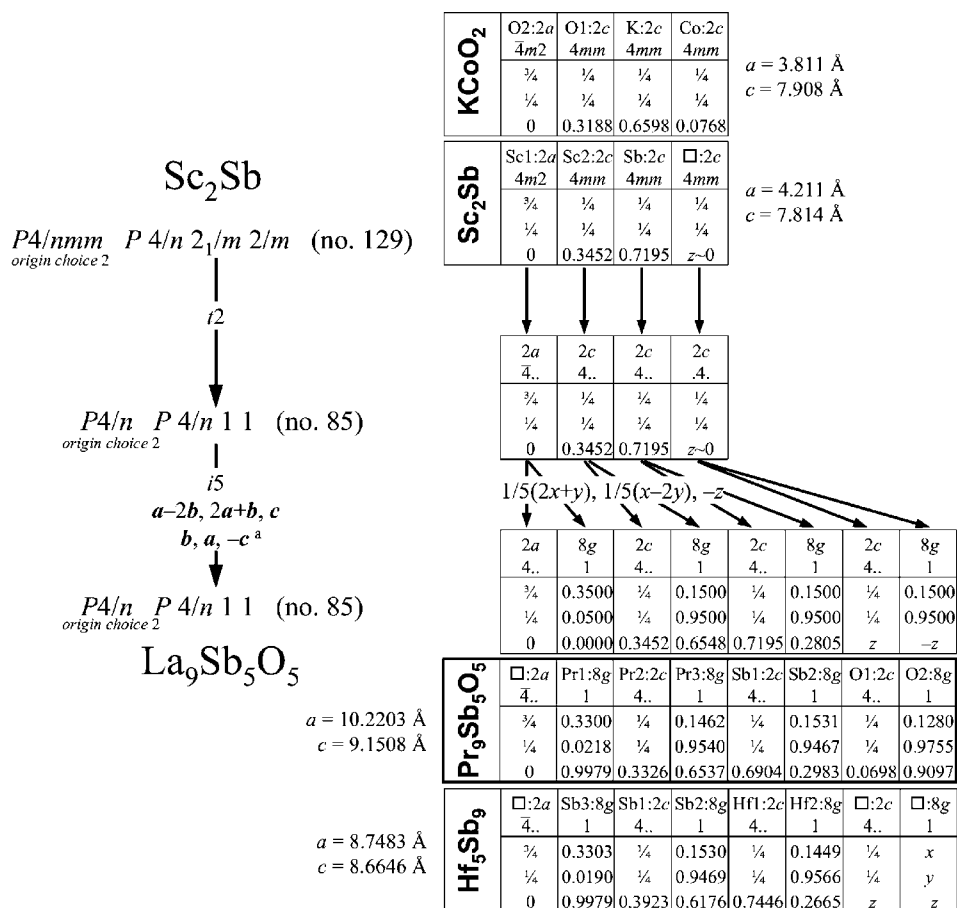 KCoO2
O2:2a O1:2c K:2c Co:2c
4̅m2 4mm 4mm 4mm
¾ ¼ ¼ ¼
¼ ¼ ¼ ¼
0 0.3188 0.6598 0.0768
a = 3.811 Å
c = 7.908 Å
Sc2Sb
Sc1:2a Sc2:2c Sb:2c □:2c
4m2 4mm 4mm 4mm
¾ ¼ ¼ ¼
¼ ¼ ¼ ¼
0 0.3452 0.7195 z~0
a = 4.211 Å
c = 7.814 Å
Sc2Sb
P4/nmm P 4/n 21/m 2/m (no. 129)
origin choice 2
t2
2a 2c 2c 2c
4̅.. 4.. 4.. .4.
¾ ¼ ¼ ¼
¼ ¼ ¼ ¼
0 0.3452 0.7195 z~0
P4/n P 4/n 1 1 (no. 85)
origin choice 2
i5
a–2b, 2a+b, c
b, a, –c a
1/5(2x+y), 1/5(x–2y), –z
P4/n P 4/n 1 1 (no. 85)
origin choice 2
La9Sb5O5
2a 8g 2c 8g 2c 8g 2c 8g
4.. 1 4.. 1 4.. 1 4.. 1
¾ 0.3500 ¼ 0.1500 ¼ 0.1500 ¼ 0.1500
¼ 0.0500 ¼ 0.9500 ¼ 0.9500 ¼ 0.9500
0 0.0000 0.3452 0.6548 0.7195 0.2805 z –z
Pr9Sb5O5
□:2a Pr1:8g Pr2:2c Pr3:8g Sb1:2c Sb2:8g O1:2c O2:8g
4̅.. 1 4.. 1 4.. 1 4.. 1
¾ 0.3300 ¼ 0.1462 ¼ 0.1531 ¼ 0.1280
¼ 0.0218 ¼ 0.9540 ¼ 0.9467 ¼ 0.9755
0 0.9979 0.3326 0.6537 0.6904 0.2983 0.0698 0.9097
a = 10.2203 Å
c = 9.1508 Å
Hf5Sb9
□:2a Sb3:8g Sb1:2c Sb2:8g Hf1:2c Hf2:8g □:2c □:8g
4̅.. 1 4.. 1 4.. 1 4.. 1
¾ 0.3303 ¼ 0.1530 ¼ 0.1449 ¼ x
¼ 0.0190 ¼ 0.9469 ¼ 0.9566 ¼ y
0 0.9979 0.3923 0.6176 0.7446 0.2665 z z
a = 8.7483 Å
c = 8.6646 Å